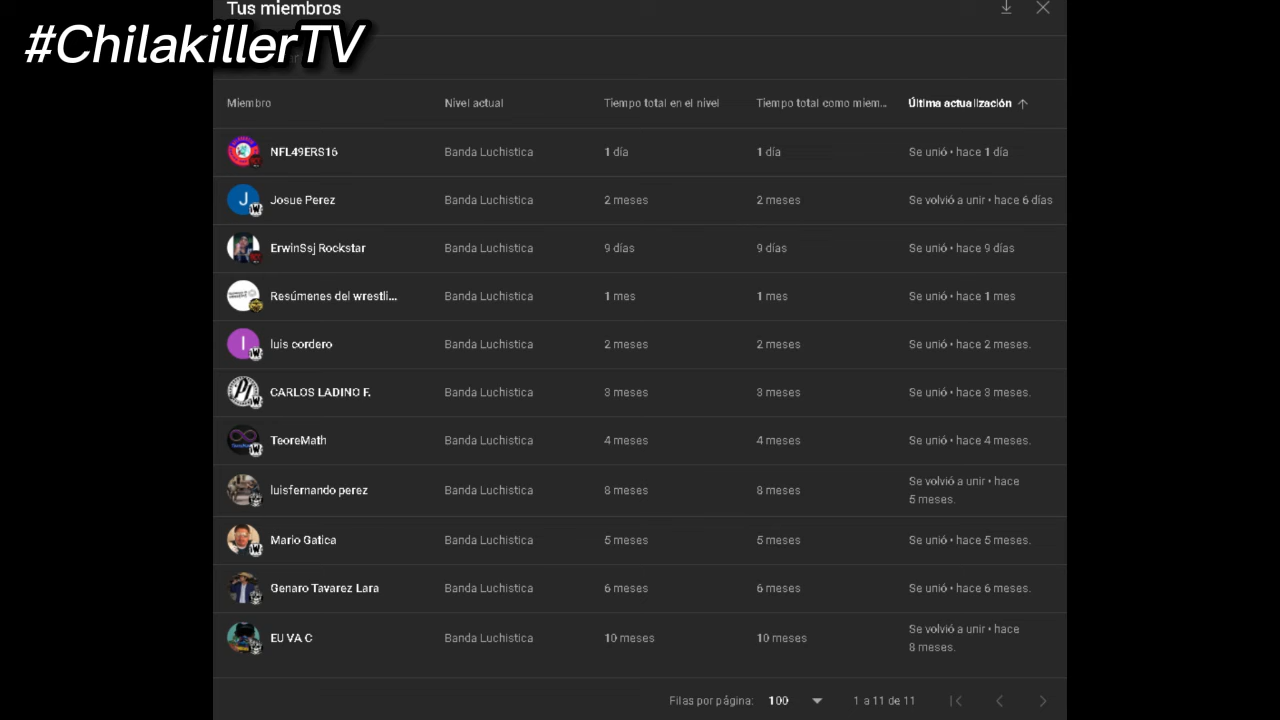 Tus miembros
#ChilakillerTV
Miembro Nivel actual Tiempo total en el nivel Tiempo total como miem... Última actualización
NFL49ERS16 Banda Luchistica 1 día 1 día Se unió • hace 1 día
Josue Perez Banda Luchistica 2 meses 2 meses Se volvió a unir • hace 6 días
ErwinSsj Rockstar Banda Luchistica 9 días 9 días Se unió • hace 9 días
Resúmenes del wrestli... Banda Luchistica 1 mes 1 mes Se unió • hace 1 mes
luis cordero Banda Luchistica 2 meses 2 meses Se unió • hace 2 meses.
CARLOS LADINO F. Banda Luchistica 3 meses 3 meses Se unió • hace 3 meses.
TeoreMath Banda Luchistica 4 meses 4 meses Se unió • hace 4 meses.
luisfernando perez Banda Luchistica 8 meses 8 meses Se volvió a unir • hace
5 meses.
Mario Gatica Banda Luchistica 5 meses 5 meses Se unió • hace 5 meses.
Genaro Tavarez Lara Banda Luchistica 6 meses 6 meses Se unió • hace 6 meses.
EU VA C Banda Luchistica 10 meses 10 meses Se volvió a unir • hace
8 meses.
Filas por página: 100 1 a 11 de 11